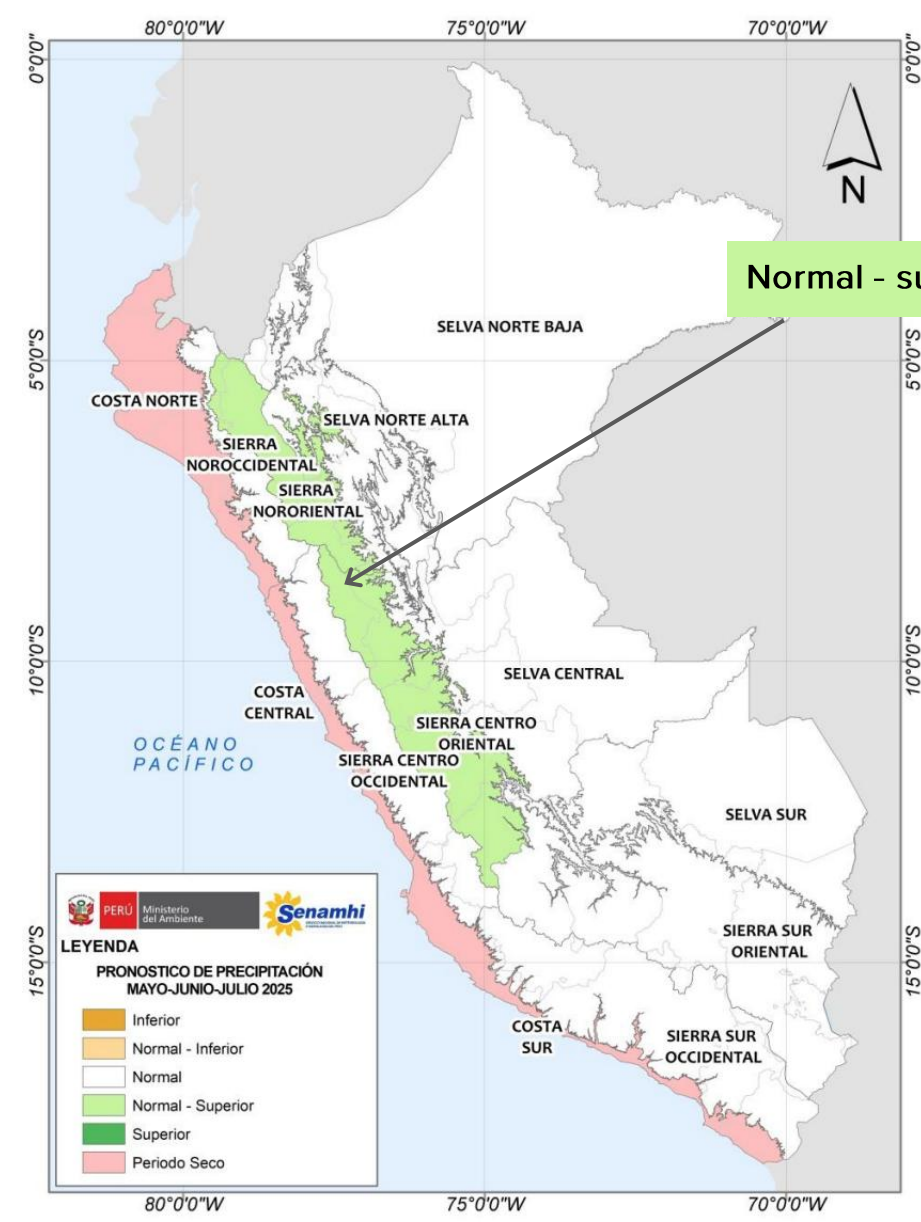 80°0'0"W
75°0'0"W
70°0'0"W
0°0'0"
0°0'0"
N
Normal - su
SELVA NORTE BAJA
5°0'0"S
5°0'0"S
COSTA NORTE
SELVA NORTE ALTA
SIERRA
NOROCCIDENTAL
SIERRA
NORORIENTAL
10°0'0"S
10°0'0"S
SELVA CENTRAL
COSTA
CENTRAL
SIERRA CENTRO
ORIENTAL
OCÉANO
PACÍFICO
SIERRA CENTRO
OCCIDENTAL
SELVA SUR
PERÚ
Ministerio
del Ambiente
Senamhi
SIERRA SUR
ORIENTAL
15°0'0"S
15°0'0"S
LEYENDA
PRONOSTICO DE PRECIPITACIÓN
MAYO-JUNIO-JULIO 2025
Inferior
Normal - Inferior
Normal
Normal - Superior
Superior
Periodo Seco
COSTA
SUR
SIERRA SUR
OCCIDENTAL
80°0'0"W
75°0'0"W
70°0'0"W